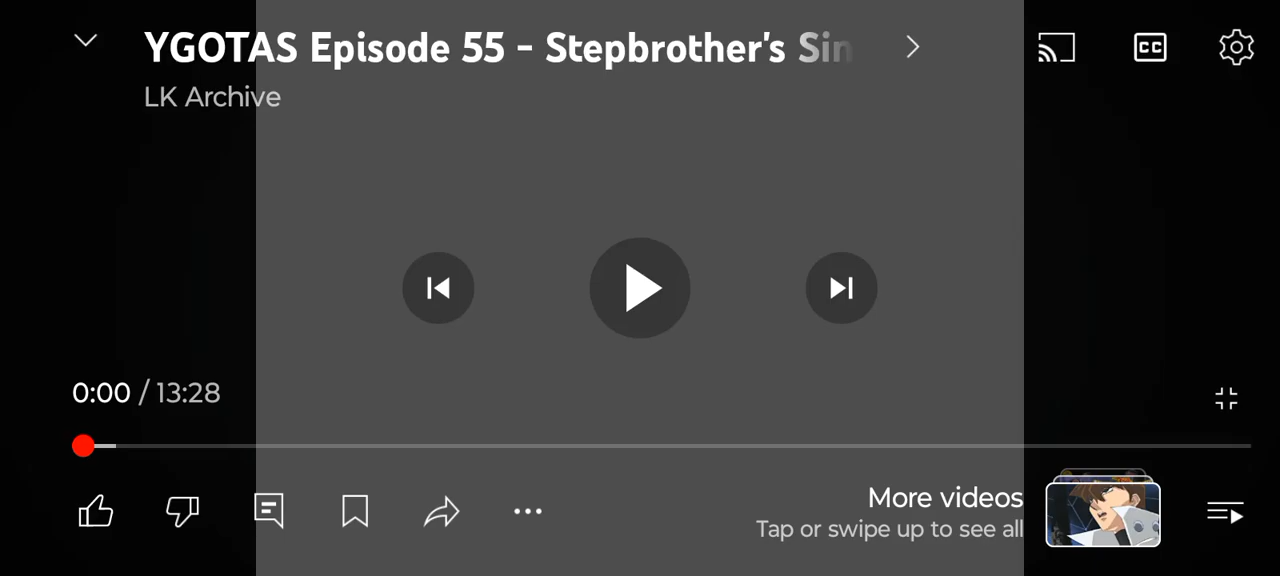 YGOTAS Episode 55 - Stepbrother's Sin
LK Archive
CC
0:00 / 13:28
More videos
Tap or swipe up to see all